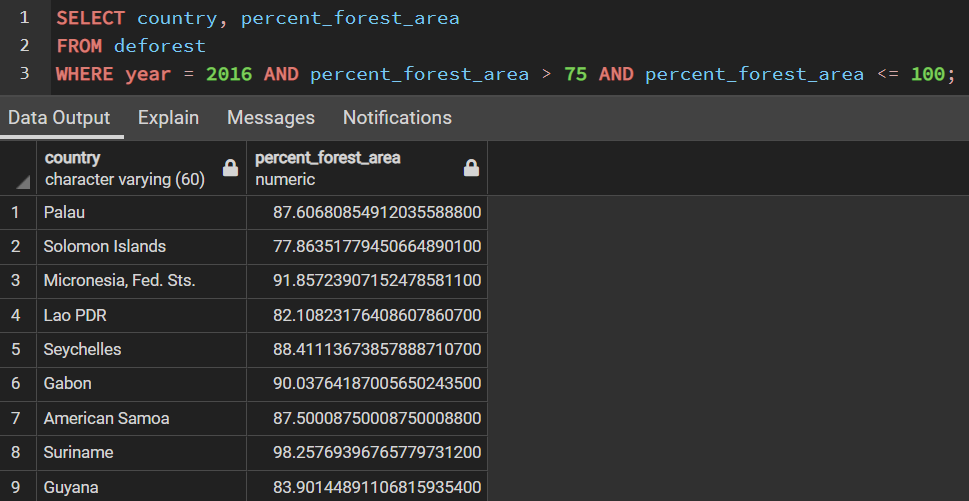 1 SELECT country, percent_forest_area
2 FROM deforest
3 WHERE year = 2016 AND percent_forest_area > 75 AND percent_forest_area <= 100;
Data Output Explain Messages Notifications
country percent_forest_area
character varying (60) numeric
1 Palau 87.60680854912035588800
2 Solomon Islands 77.86351779450664890100
3 Micronesia, Fed. Sts. 91.85723907152478581100
4 Lao PDR 82.10823176408607860700
5 Seychelles 88.41113673857888710700
6 Gabon 90.03764187005650243500
7 American Samoa 87.50008750008750008800
8 Suriname 98.25769396765779731200
9 Guyana 83.90144891106815935400